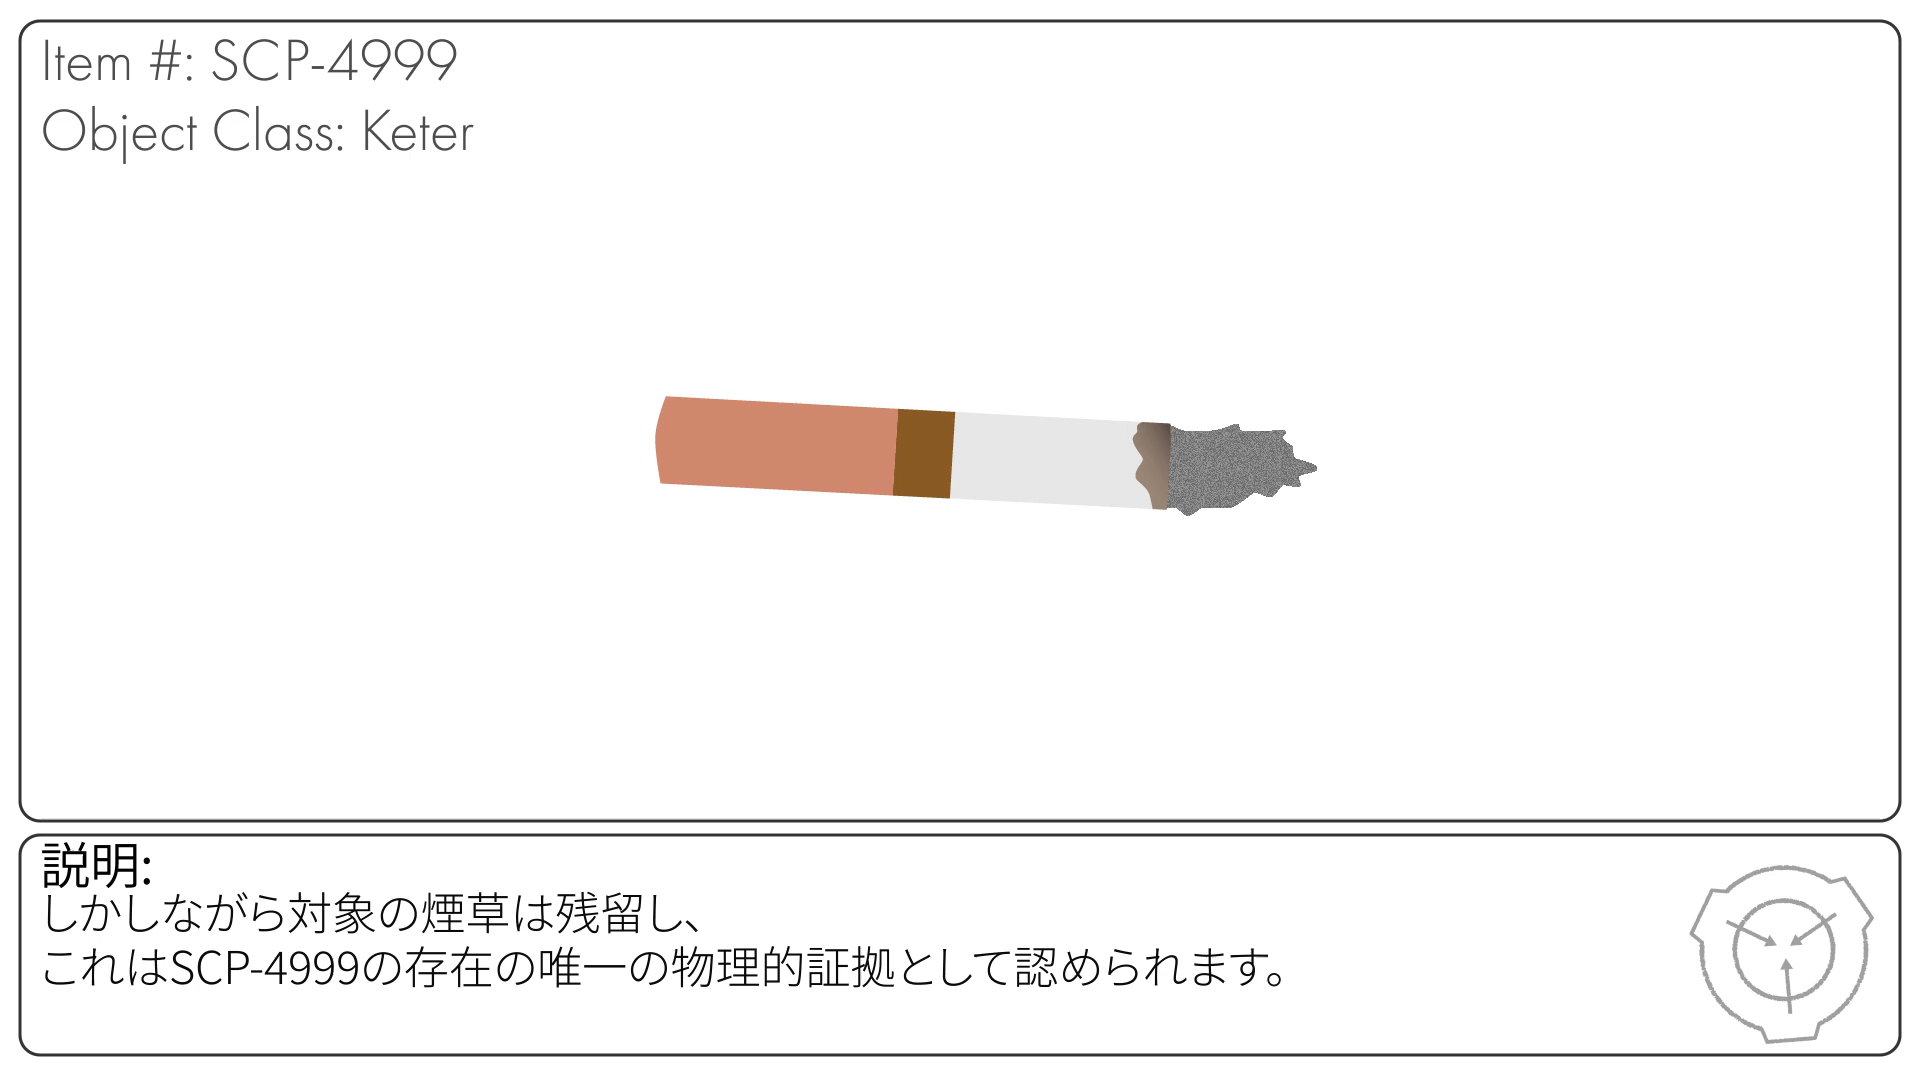 Item #: SCP-4999
Object Class: Keter
説明:
しかしながら対象の煙草は残留し、
これはSCP-4999の存在の唯一の物理的証拠として認められます。